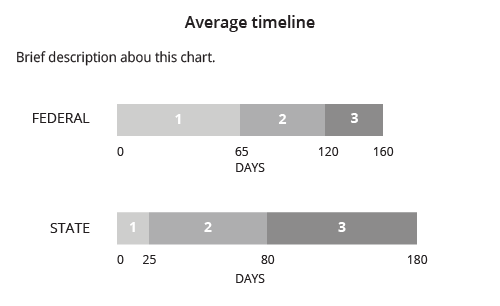 Average timeline
Brief description abou this chart.
FEDERAL 1 2 3
0 65 120 160
DAYS
STATE 1 2 3
0 25 80 180
DAYS